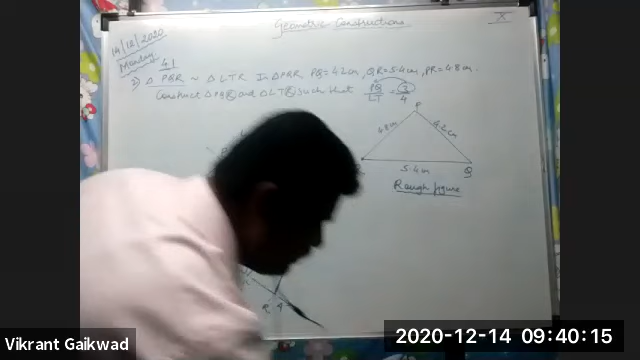 Geometric Constructions
X
14/12/2020
Monday
4.1
2) △ PQR ~ △ LTR In △PQR, PQ=4.2cm, QR=5.4cm, PR=4.8cm.
Construct △PQR and △LTR such that PQ/LT = 3/4
P
4.8cm
4.2cm
5.4cm
Q
Rough figure
R
Vikrant Gaikwad
2020-12-14 09:40:15